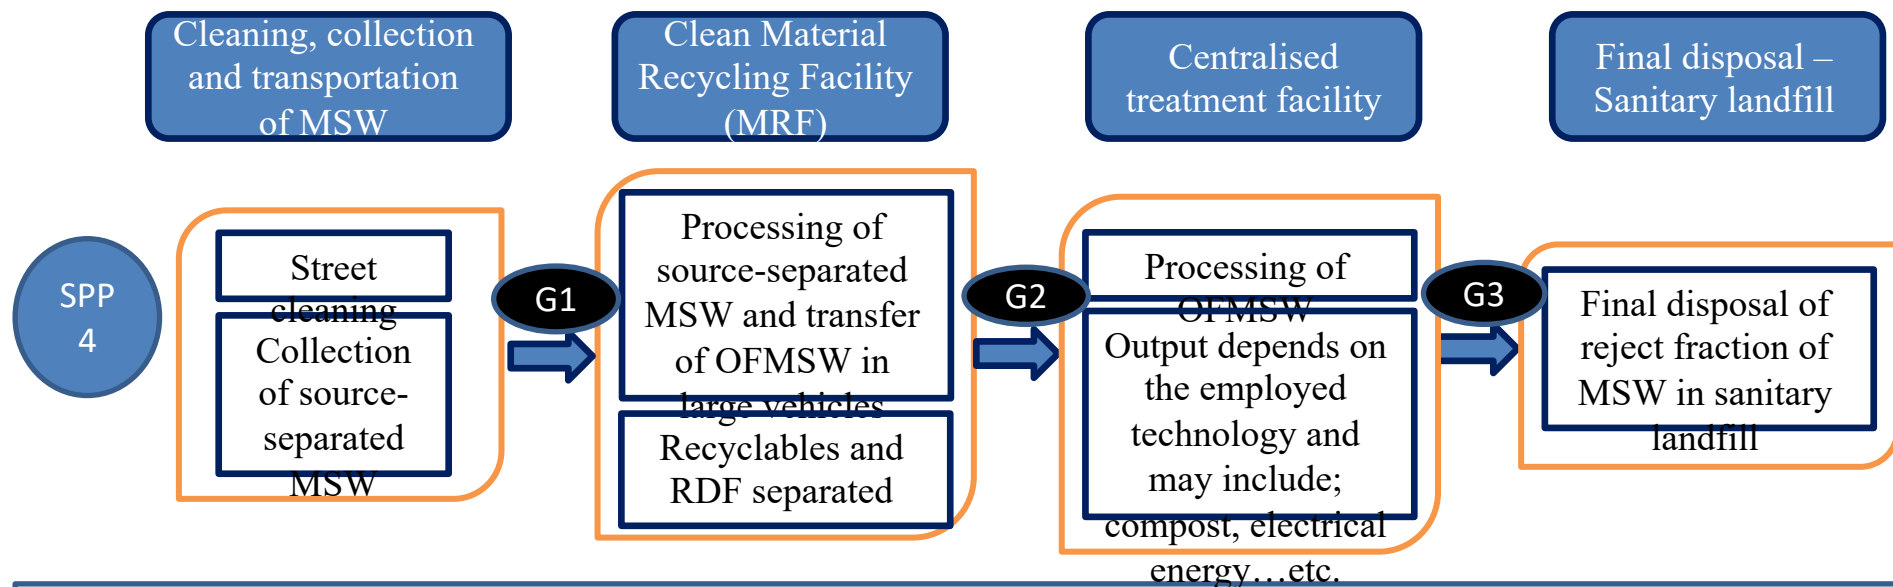 Cleaning, collection
and transportation
of MSW
Clean Material
Recycling Facility
(MRF)
Centralised
treatment facility
Final disposal –
Sanitary landfill
SPP
4
Street
cleaning
Collection
of source-
separated
MSW
G1
Processing of
source-separated
MSW and transfer
of OFMSW in
large vehicles
Recyclables and
RDF separated
G2
Processing of
OFMSW
Output depends on
the employed
technology and
may include;
compost, electrical
energy…etc.
G3
Final disposal of
reject fraction of
MSW in sanitary
landfill